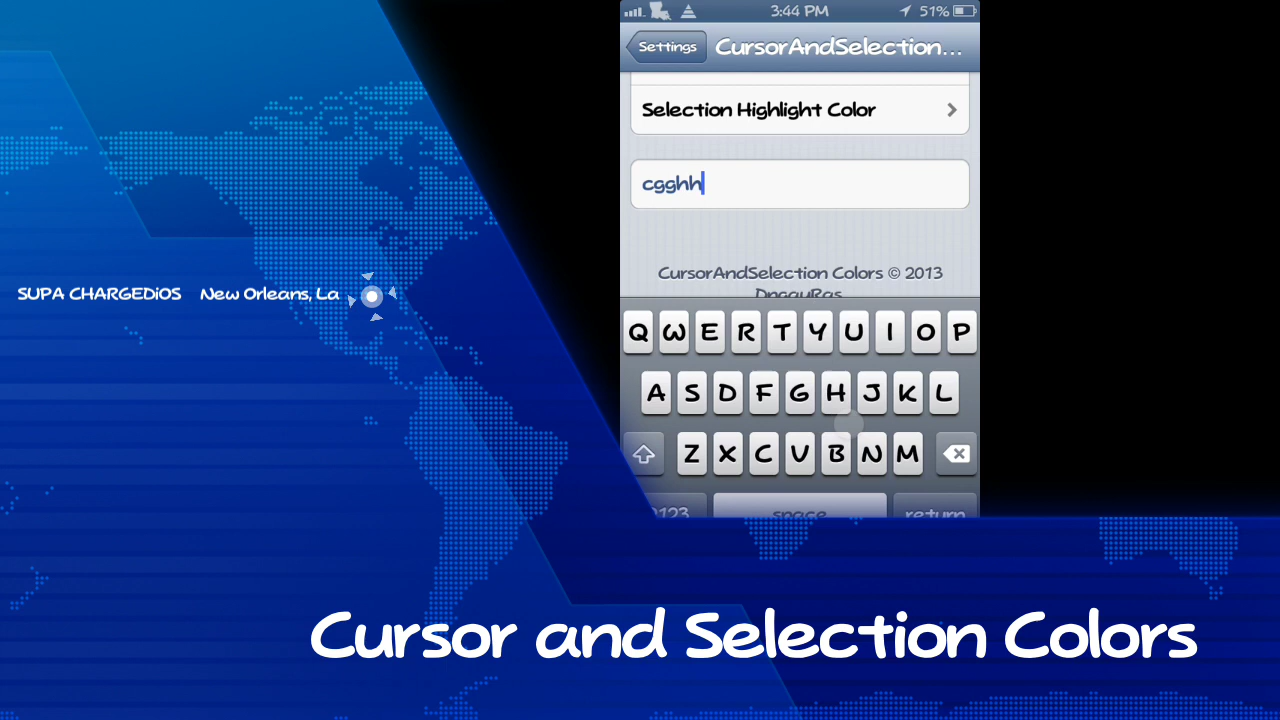 3:44 PM 51%
Settings CursorAndSelection...
Selection Highlight Color
cgghh
CursorAndSelection Colors © 2013
SUPA CHARGEDiOS New Orleans, La
Q W E R T Y U I O P
A S D F G H J K L
Z X C V B N M
space return
Cursor and Selection Colors